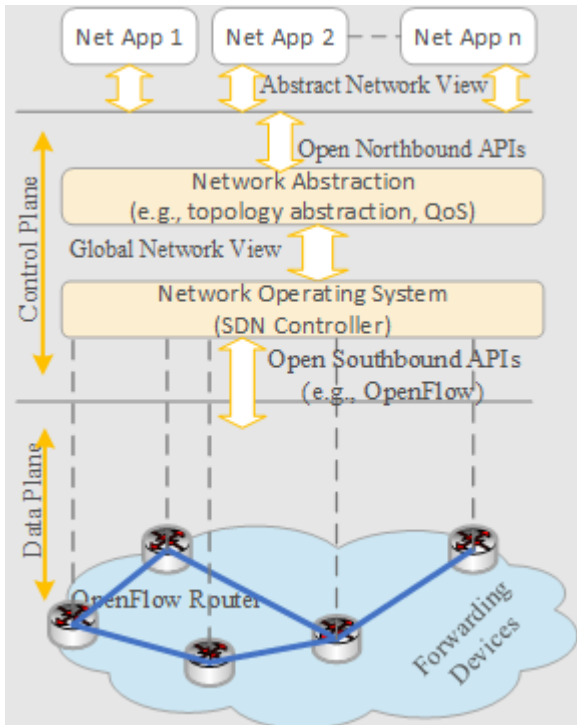 Net App 1
Net App 2
Net App n
Abstract Network View
Open Northbound APIs
Control Plane
Network Abstraction
(e.g., topology abstraction, QoS)
Global Network View
Network Operating System
(SDN Controller)
Open Southbound APIs
(e.g., OpenFlow)
Data Plane
OpenFlow Router
Forwarding
Devices